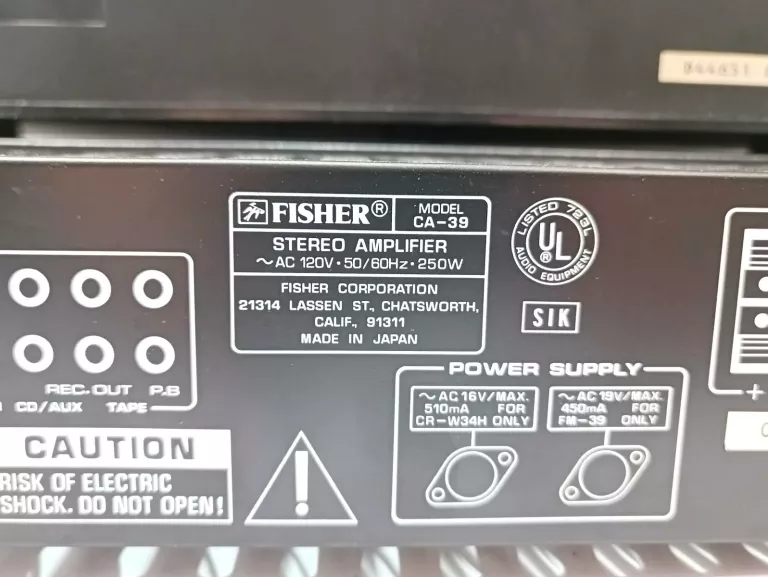 FISHER® MODEL
CA-39
STEREO AMPLIFIER
~AC 120V·50/60Hz·250W
FISHER CORPORATION
21314 LASSEN ST., CHATSWORTH,
CALIF., 91311
MADE IN JAPAN
LISTED 723L
UL
AUDIO EQUIPMENT
SIK
REC.OUT P.B
CD/AUX TAPE
POWER SUPPLY
~AC 16V/MAX.
510mA FOR
CR-W34H ONLY
~AC 19V/MAX.
450mA FOR
FM-39 ONLY
+
CAUTION
RISK OF ELECTRIC
SHOCK. DO NOT OPEN!
!